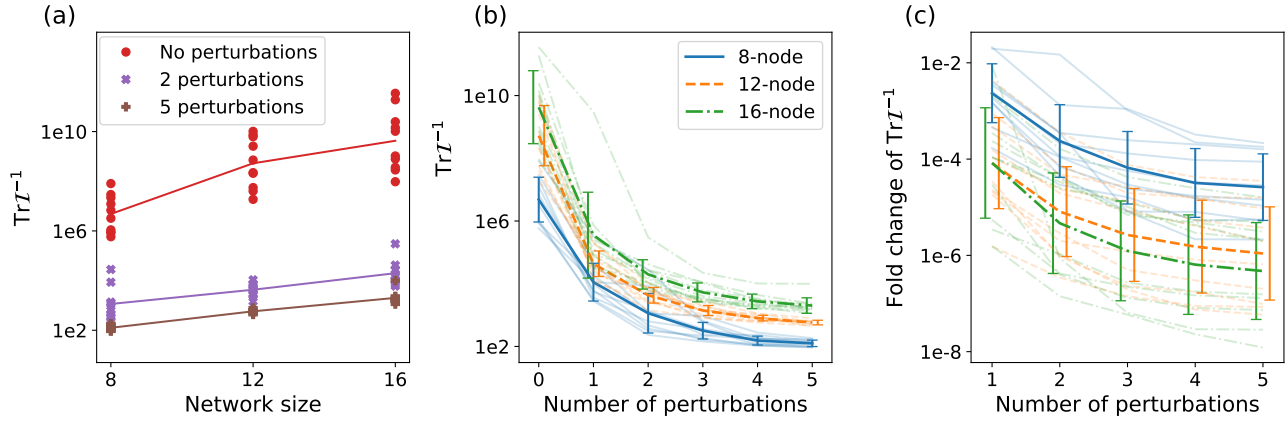 (a)
Tr𝓘⁻¹
1e10
1e6
1e2
No perturbations
2 perturbations
5 perturbations
8
12
16
Network size
(b)
Tr𝓘⁻¹
1e10
1e6
1e2
8-node
12-node
16-node
0 1 2 3 4 5
Number of perturbations
(c)
Fold change of Tr𝓘⁻¹
1e-2
1e-4
1e-6
1e-8
1 2 3 4 5
Number of perturbations